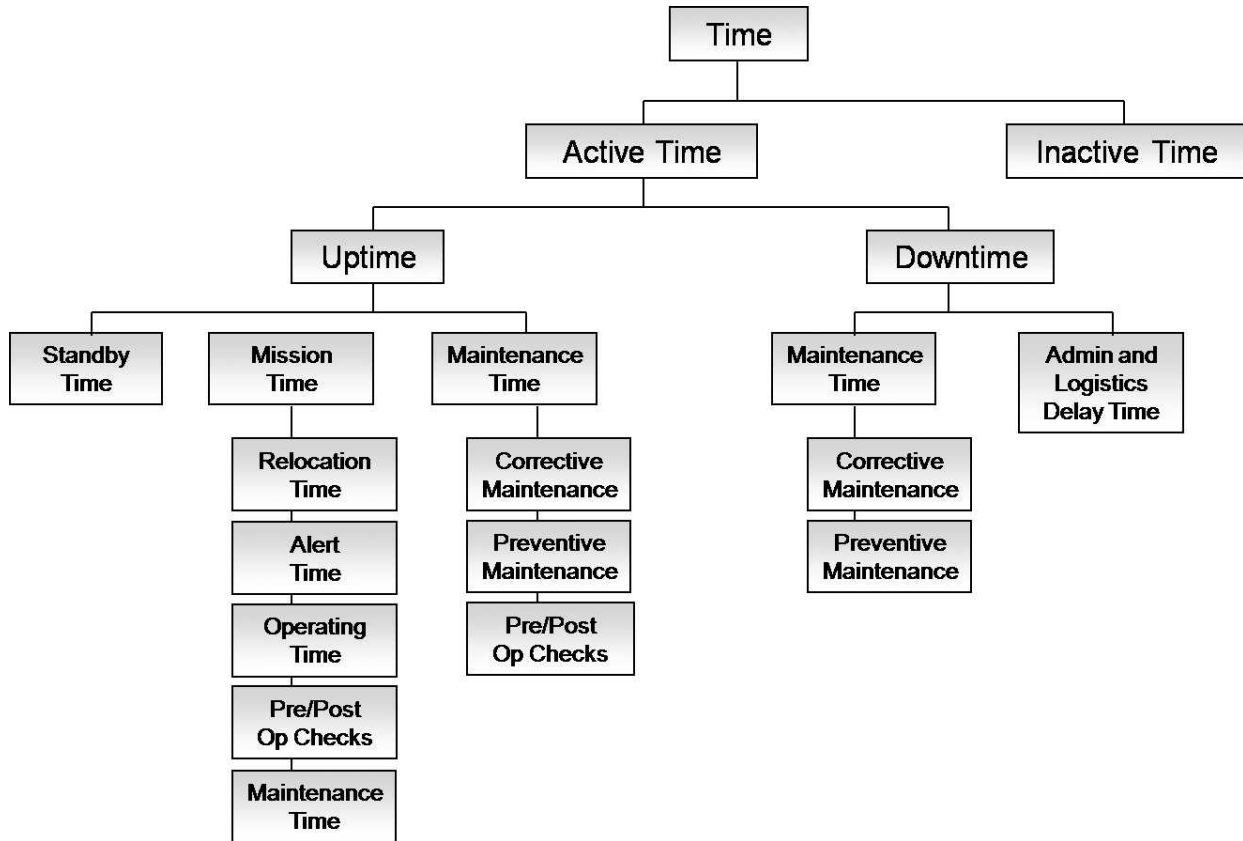 Time
Active Time
Inactive Time
Uptime
Downtime
Standby
Time
Mission
Time
Maintenance
Time
Maintenance
Time
Admin and
Logistics
Delay Time
Relocation
Time
Alert
Time
Operating
Time
Pre/Post
Op Checks
Maintenance
Time
Corrective
Maintenance
Preventive
Maintenance
Pre/Post
Op Checks
Corrective
Maintenance
Preventive
Maintenance